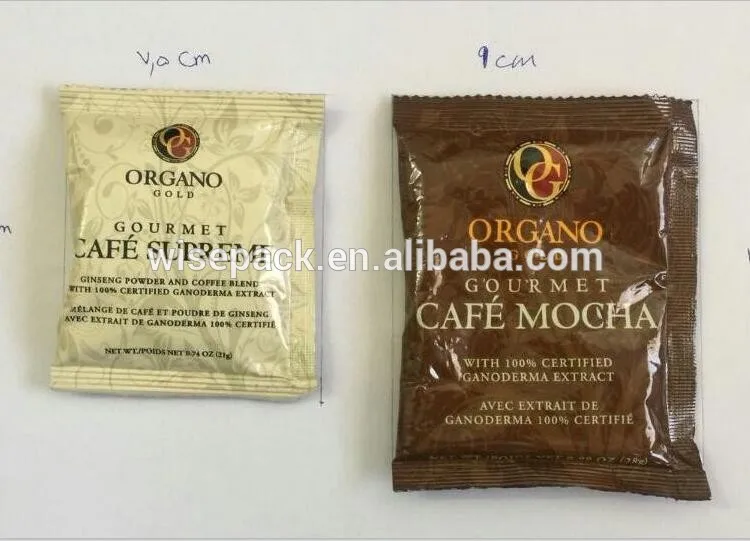 V,0 Cm
9 cm
OG
ORGANO
GOLD
GOURMET
CAFÉ SUPREME
GINSENG POWDER AND COFFEE BLEND
WITH 100% CERTIFIED GANODERMA EXTRACT
MÉLANGE DE CAFÉ ET POUDRE DE GINSENG
AVEC EXTRAIT DE GANODERMA 100% CERTIFIÉ
NET WT./POIDS NET 0.74 OZ (21g)
OG
ORGANO
GOLD
GOURMET
CAFÉ MOCHA
WITH 100% CERTIFIED
GANODERMA EXTRACT
AVEC EXTRAIT DE
GANODERMA 100% CERTIFIÉ
wisepack.en.alibaba.com